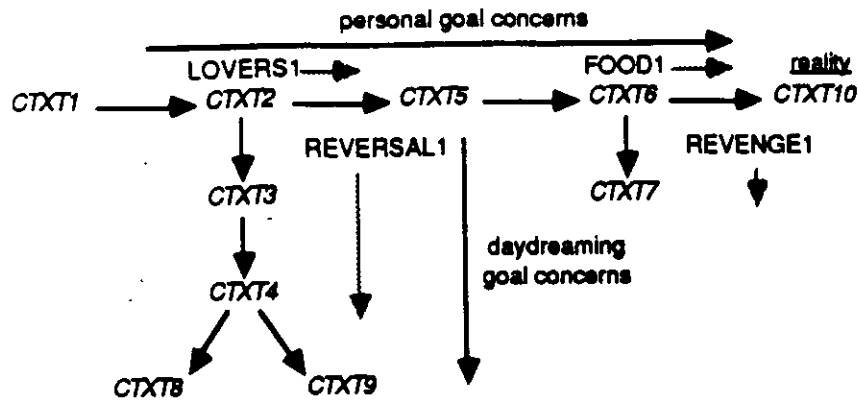 personal goal concerns
LOVERS1 FOOD1 reality
CTXT1 CTXT2 CTXT5 CTXT6 CTXT10
REVERSAL1 REVENGE1
CTXT3 CTXT7
daydreaming
goal concerns
CTXT4
CTXT8 CTXT9